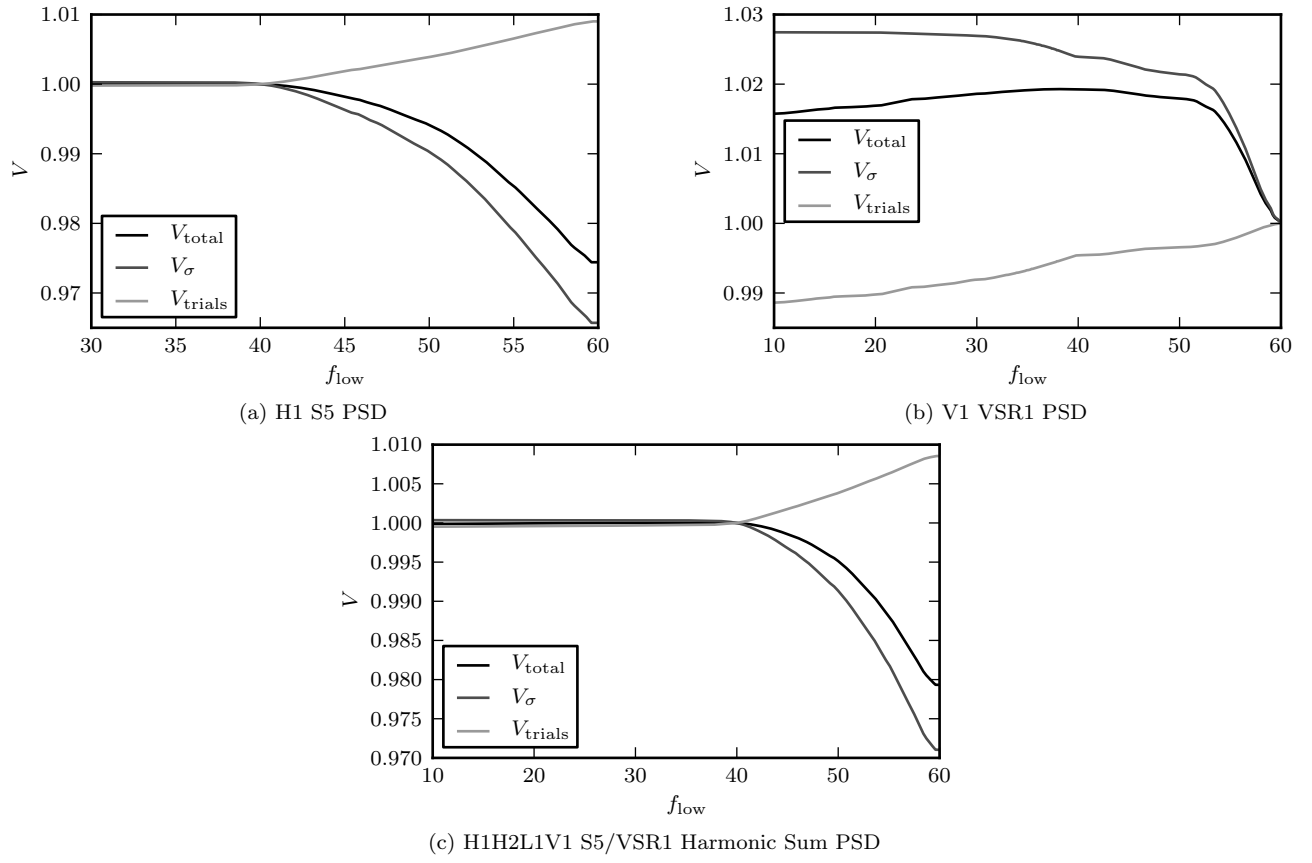 1.01
1.00
0.99
0.98
0.97
V
V_total
V_σ
V_trials
30 35 40 45 50 55 60
f_low
(a) H1 S5 PSD
1.03
1.02
1.01
1.00
0.99
V
V_total
V_σ
V_trials
10 20 30 40 50 60
f_low
(b) V1 VSR1 PSD
1.010
1.005
1.000
0.995
0.990
0.985
0.980
0.975
0.970
V
V_total
V_σ
V_trials
10 20 30 40 50 60
f_low
(c) H1H2L1V1 S5/VSR1 Harmonic Sum PSD